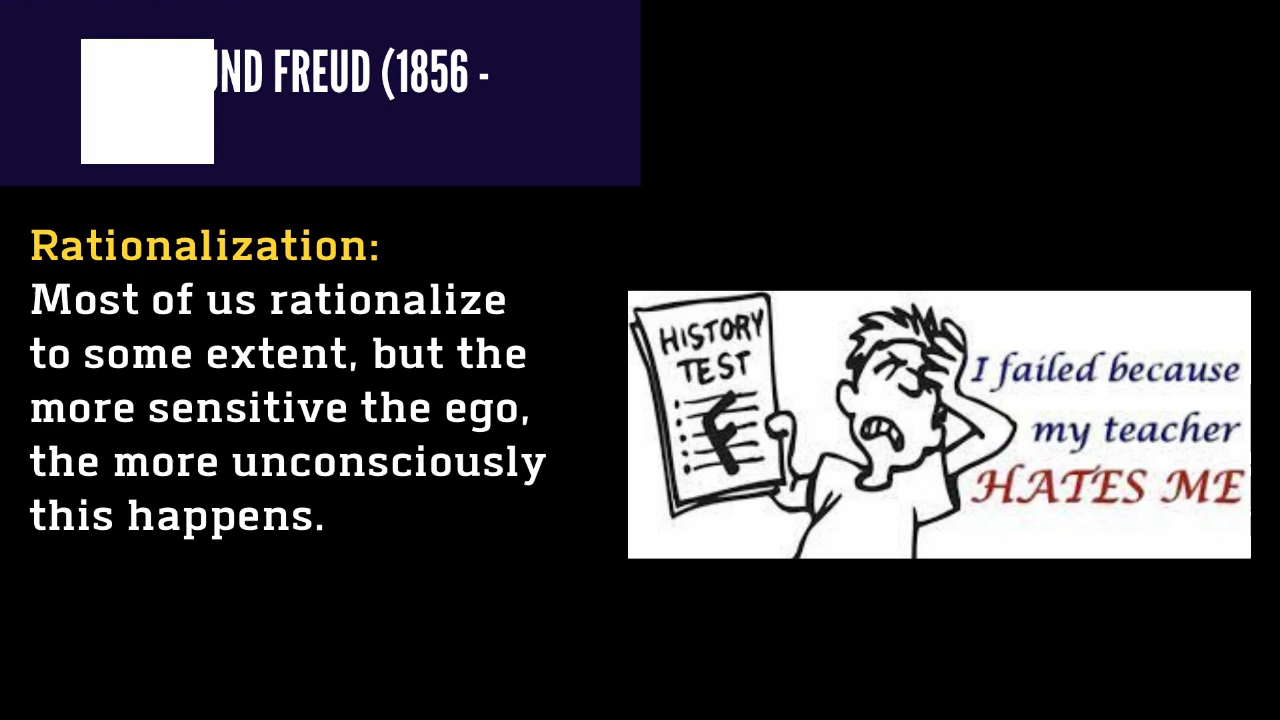 FREUD (1856 -
Rationalization:
Most of us rationalize
to some extent, but the
more sensitive the ego,
the more unconsciously
this happens.
HISTORY
TEST
F
I failed because
my teacher
HATES ME